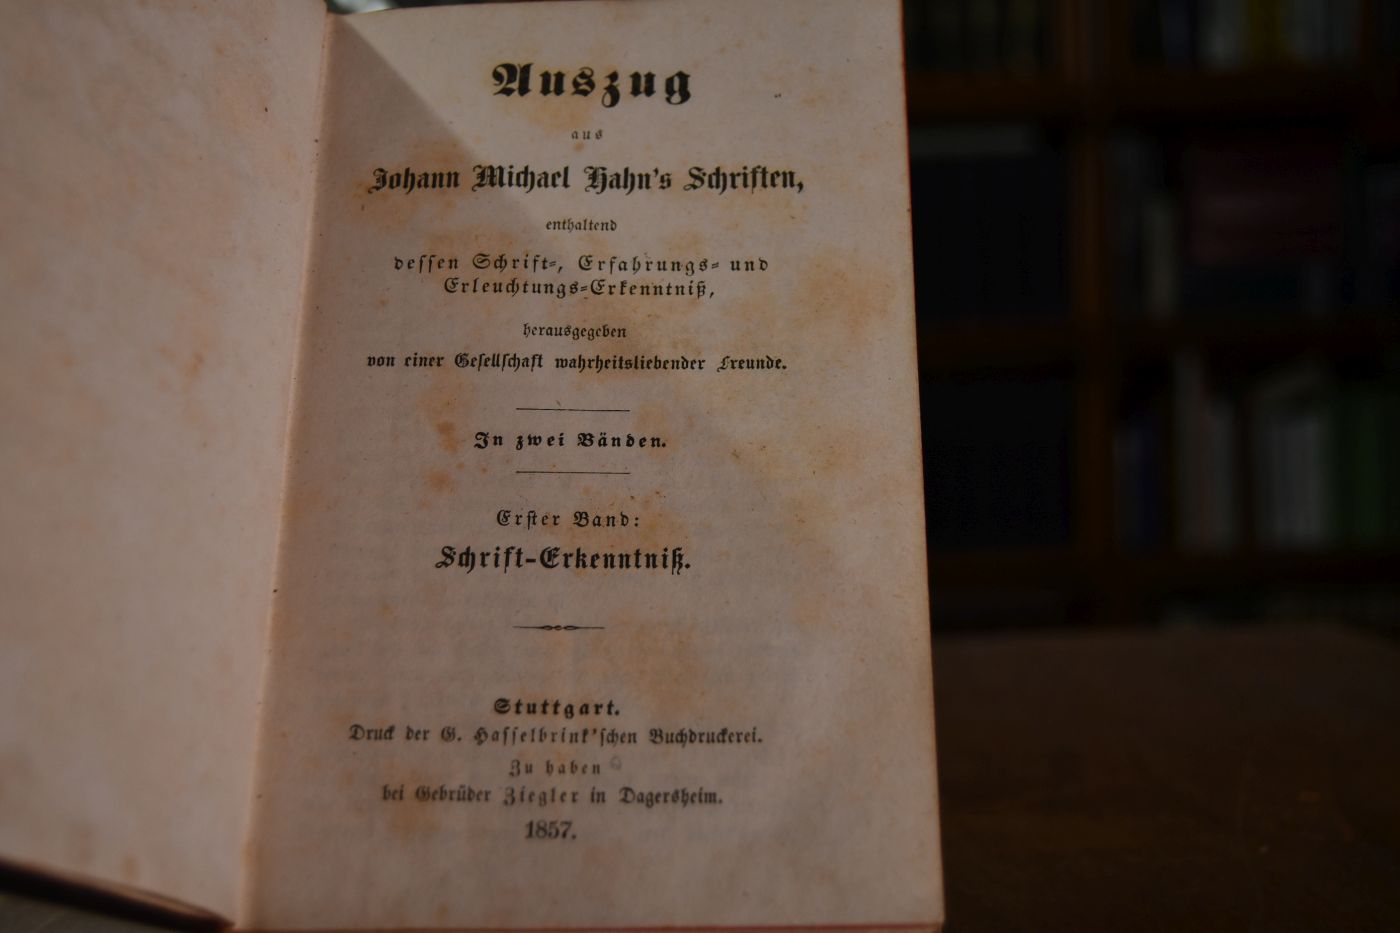 Auszug
aus
Johann Michael Hahn's Schriften,
enthaltend
dessen Schrift-, Erfahrungs- und
Erleuchtungs-Erkenntniß,
herausgegeben
von einer Gesellschaft wahrheitsliebender Freunde.
In zwei Bänden.
Erster Band:
Schrift-Erkenntniß.
Stuttgart.
Druck der G. Hasselbrink'schen Buchdruckerei.
Zu haben
bei Gebrüder Ziegler in Dagersheim.
1857.